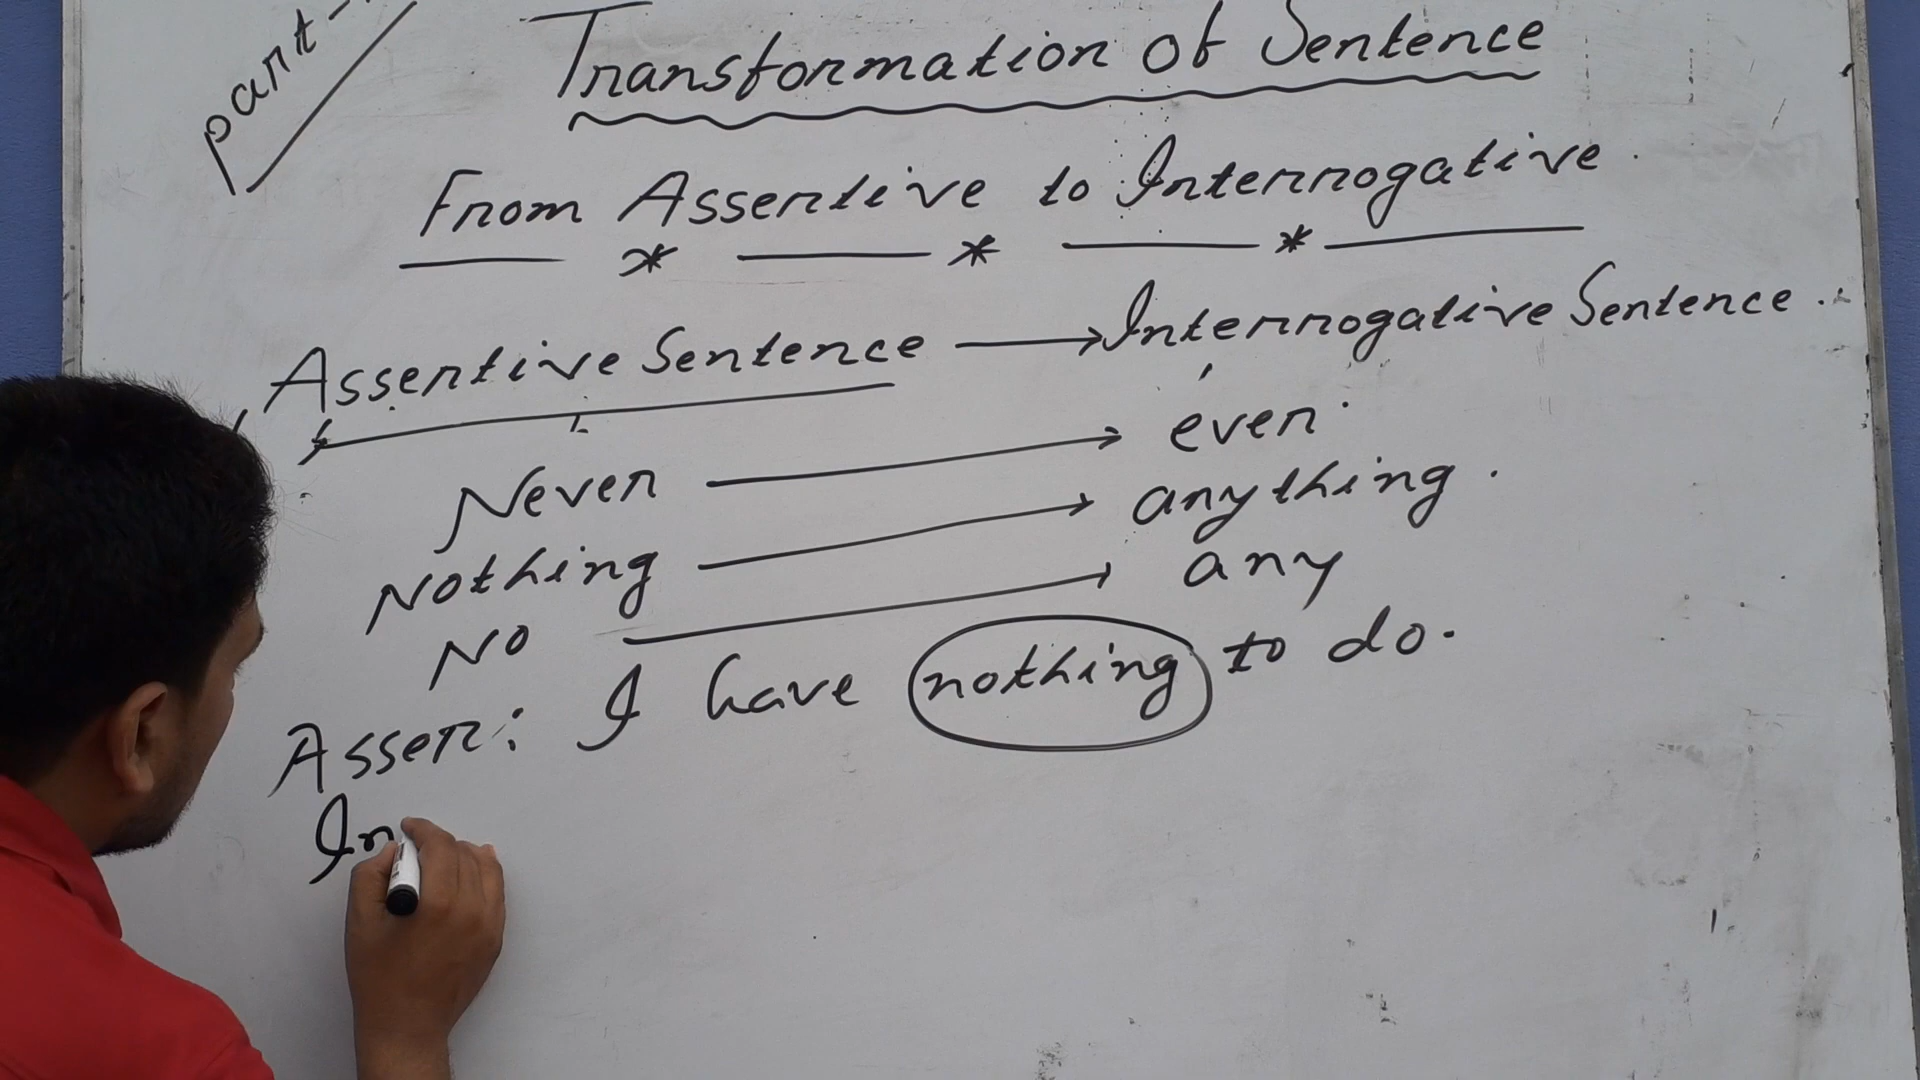 part-
Transformation of Sentence
From Assertive to Interrogative.
Assertive Sentence → Interrogative Sentence.
Never → ever.
Nothing → anything.
No → any
Asser: I have nothing to do.
In